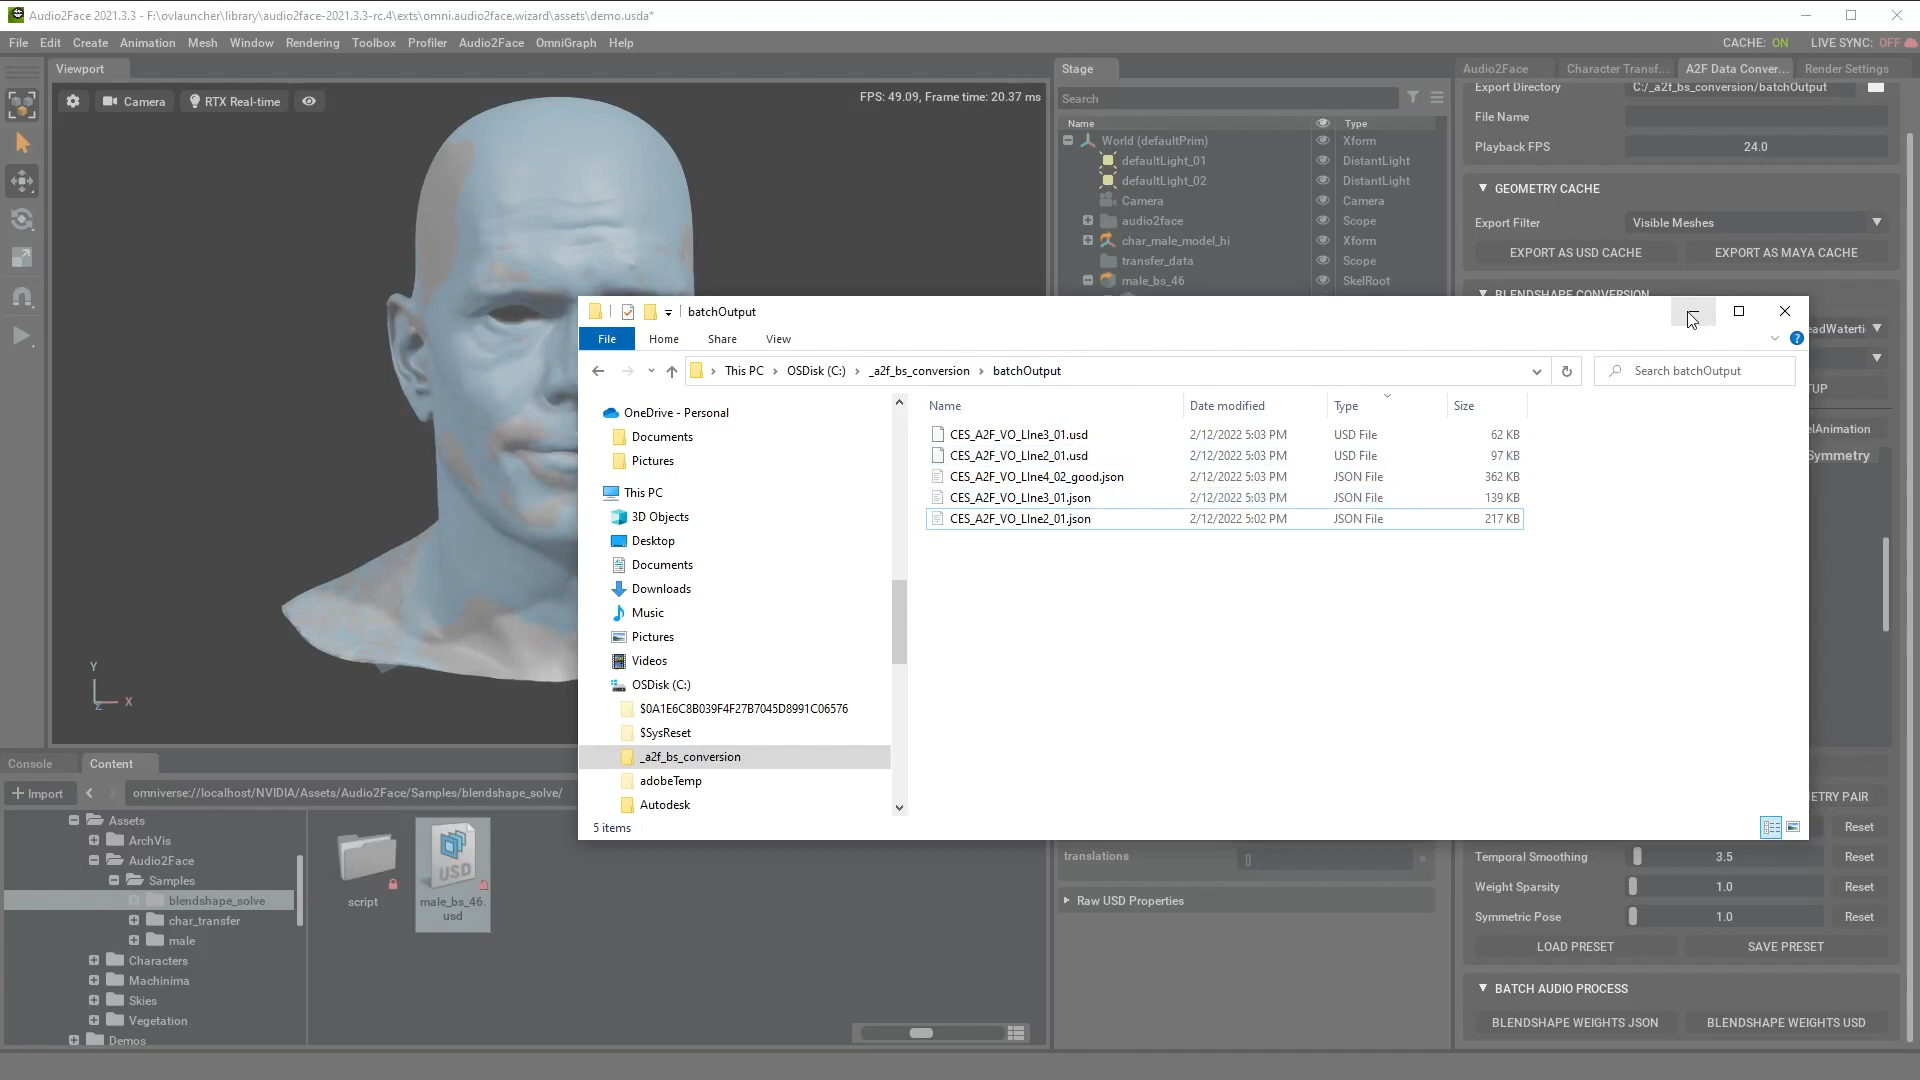 Audio2Face 2021.3.3 - F:\ovlauncher\library\audio2face-2021.3.3-rc.4\exts\omni.audio2face.wizard\assets\demo.usda*
File Edit Create Animation Mesh Window Rendering Toolbox Profiler Audio2Face OmniGraph Help
CACHE: ON LIVE SYNC: OFF
Viewport
Camera
RTX Real-time
FPS: 49.09, Frame time: 20.37 ms
Y
X
Z
Stage
Search
Name Type
World (defaultPrim) Xform
defaultLight_01 DistantLight
defaultLight_02 DistantLight
Camera Camera
audio2face Scope
char_male_model_hi Xform
transfer_data Scope
male_bs_46 SkelRoot
Audio2Face Character Transf... A2F Data Conver... Render Settings
Export Directory C:/_a2f_bs_conversion/batchOutput
File Name
Playback FPS 24.0
GEOMETRY CACHE
Export Filter Visible Meshes
EXPORT AS USD CACHE EXPORT AS MAYA CACHE
BLENDSHAPE CONVERSION
eadWaterti
UP
elAnimation
Symmetry
batchOutput
File Home Share View
This PC OSDisk (C:) _a2f_bs_conversion batchOutput
Search batchOutput
OneDrive - Personal
Documents
Pictures
This PC
3D Objects
Desktop
Documents
Downloads
Music
Pictures
Videos
OSDisk (C:)
$0A1E6C8B039F4F27B7045D8991C06576
$SysReset
_a2f_bs_conversion
adobeTemp
Autodesk
Name Date modified Type Size
CES_A2F_VO_LIne3_01.usd 2/12/2022 5:03 PM USD File 62 KB
CES_A2F_VO_LIne2_01.usd 2/12/2022 5:03 PM USD File 97 KB
CES_A2F_VO_LIne4_02_good.json 2/12/2022 5:03 PM JSON File 362 KB
CES_A2F_VO_LIne3_01.json 2/12/2022 5:03 PM JSON File 139 KB
CES_A2F_VO_LIne2_01.json 2/12/2022 5:02 PM JSON File 217 KB
5 items
ETRY PAIR
Reset
Temporal Smoothing 3.5 Reset
Weight Sparsity 1.0 Reset
Symmetric Pose 1.0 Reset
LOAD PRESET SAVE PRESET
BATCH AUDIO PROCESS
BLENDSHAPE WEIGHTS JSON BLENDSHAPE WEIGHTS USD
translations []
Raw USD Properties
Console Content
Import
omniverse://localhost/NVIDIA/Assets/Audio2Face/Samples/blendshape_solve/
Assets
ArchVis
Audio2Face
Samples
blendshape_solve
char_transfer
male
Characters
Machinima
Skies
Vegetation
Demos
script
USD
male_bs_46.
usd